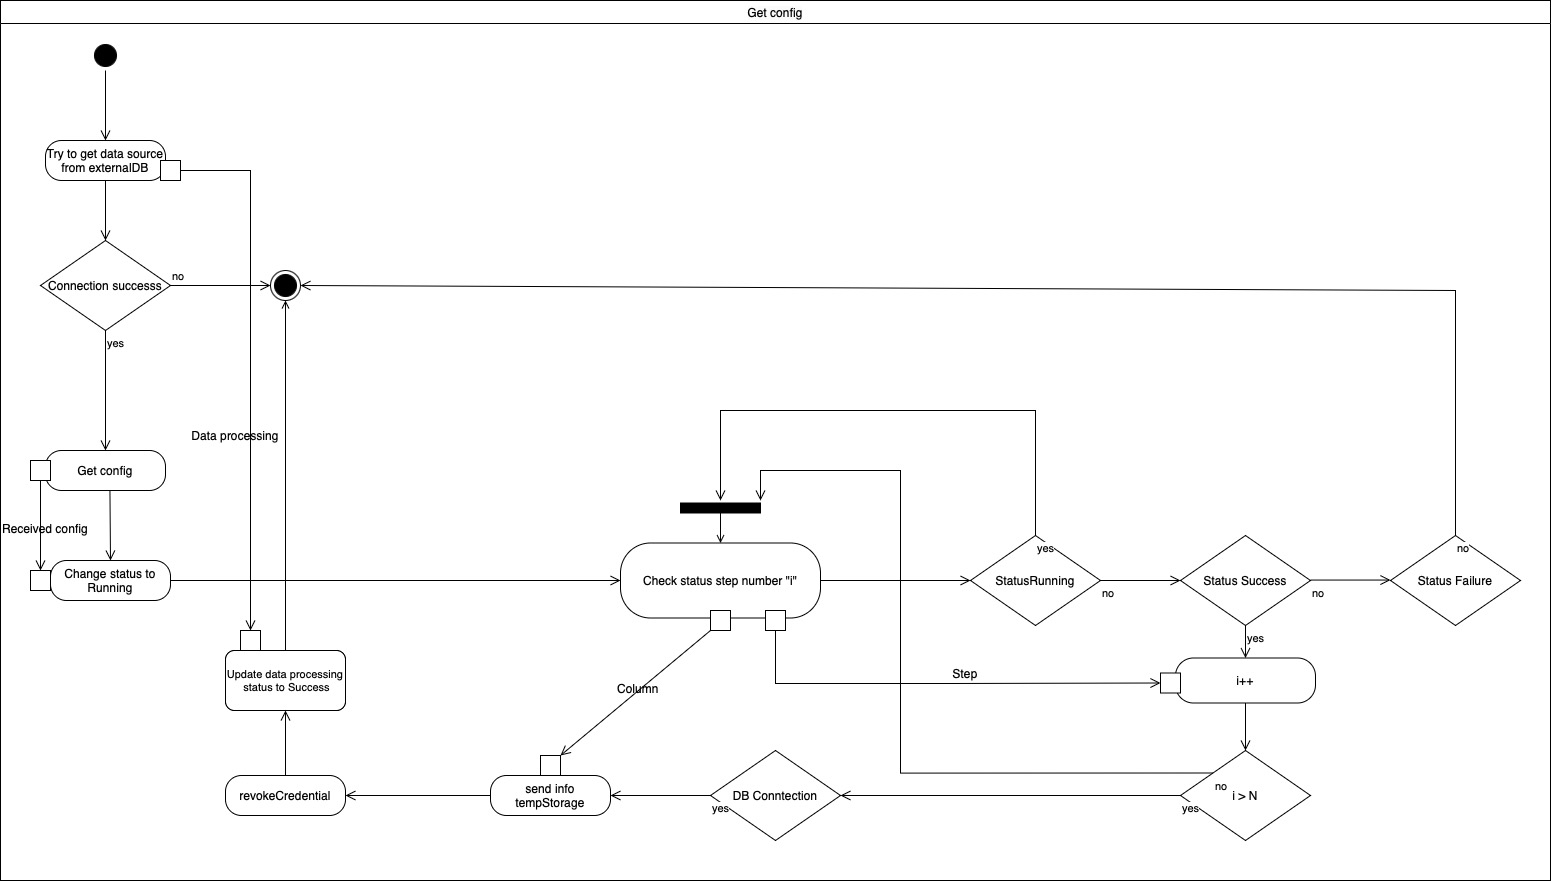 Get config
Try to get data source
from externalDB
Connection successs
no
yes
Data processing
Get config
Received config
Change status to
Running
Check status step number "i"
yes
StatusRunning
no
Status Success
no
no
Status Failure
yes
Update data processing
status to Success
Column
Step
i++
revokeCredential
send info
tempStorage
DB Conntection
yes
no
i > N
yes